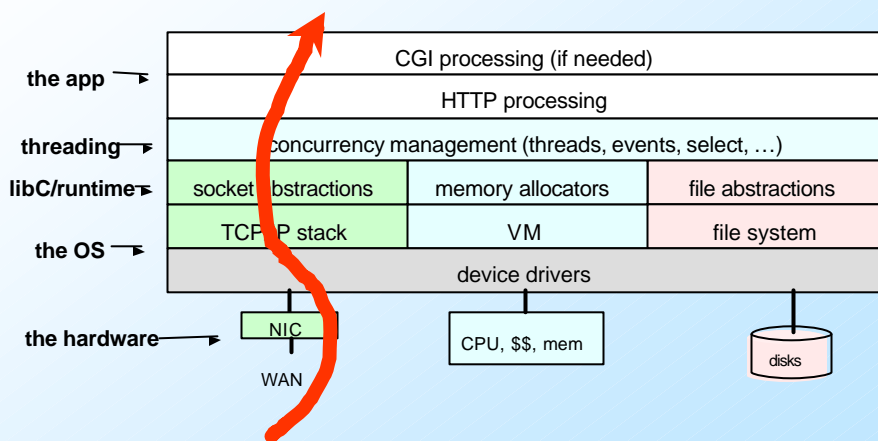 CGI processing (if needed)
the app
HTTP processing
threading
concurrency management (threads, events, select, …)
libC/runtime
socket abstractions
memory allocators
file abstractions
TCP/IP stack
VM
file system
the OS
device drivers
the hardware
NIC
CPU, $$, mem
disks
WAN